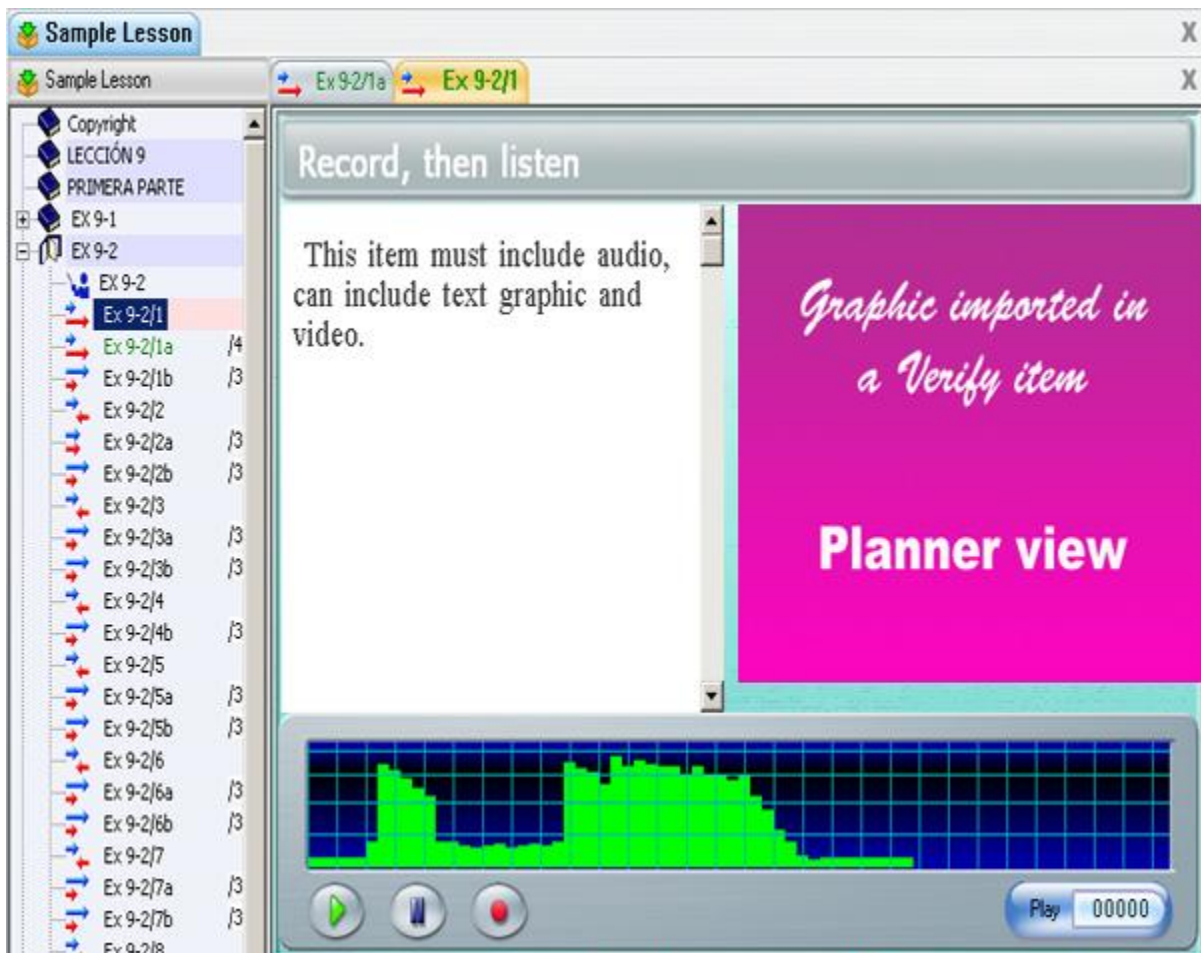 Sample Lesson
X
Sample Lesson
Ex 9-2/1a
Ex 9-2/1
X
Copyright
LECCIÓN 9
PRIMERA PARTE
EX 9-1
EX 9-2
EX 9-2
Ex 9-2/1
Ex 9-2/1a /4
Ex 9-2/1b /3
Ex 9-2/2
Ex 9-2/2a /3
Ex 9-2/2b /3
Ex 9-2/3
Ex 9-2/3a /3
Ex 9-2/3b /3
Ex 9-2/4
Ex 9-2/4b /3
Ex 9-2/5
Ex 9-2/5a /3
Ex 9-2/5b /3
Ex 9-2/6
Ex 9-2/6a /3
Ex 9-2/6b /3
Ex 9-2/7
Ex 9-2/7a /3
Ex 9-2/7b /3
Ex 9-2/8
Record, then listen
This item must include audio,
can include text graphic and
video.
Graphic imported in
a Verify item
Planner view
Play 00000